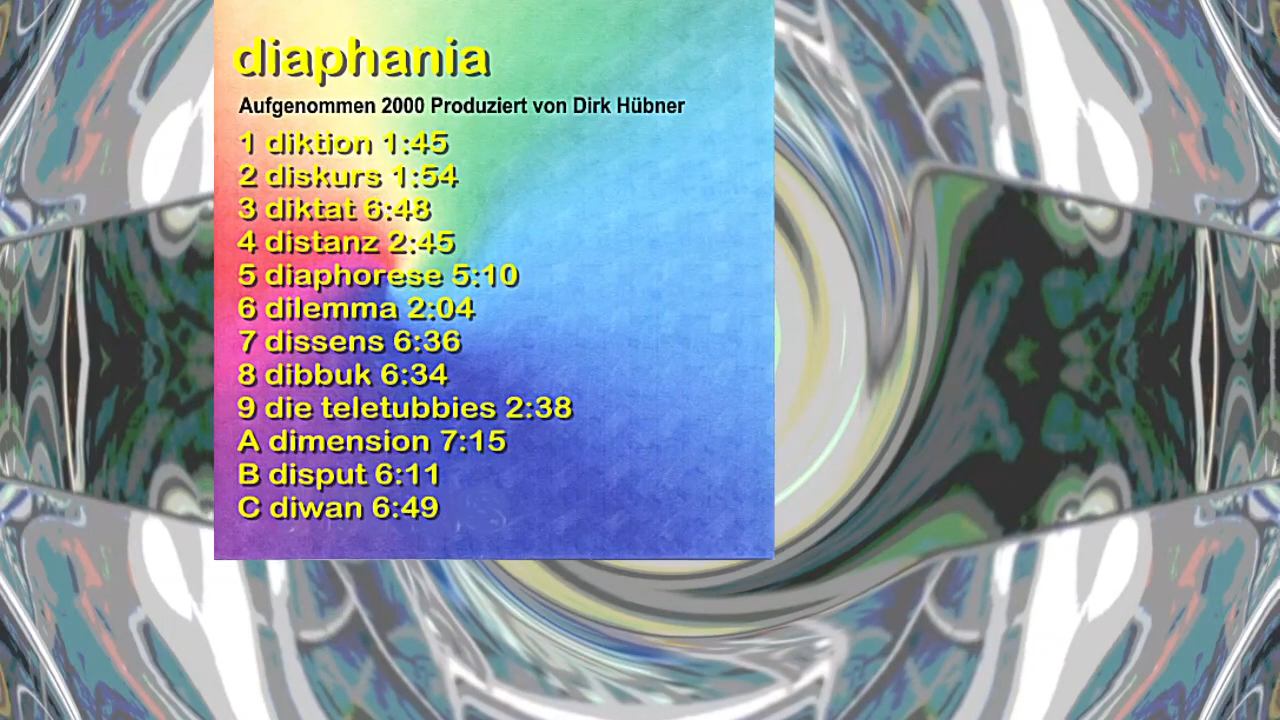 diaphania
Aufgenommen 2000 Produziert von Dirk Hübner
1 diktion 1:45
2 diskurs 1:54
3 diktat 6:48
4 distanz 2:45
5 diaphorese 5:10
6 dilemma 2:04
7 dissens 6:36
8 dibbuk 6:34
9 die teletubbies 2:38
A dimension 7:15
B disput 6:11
C diwan 6:49